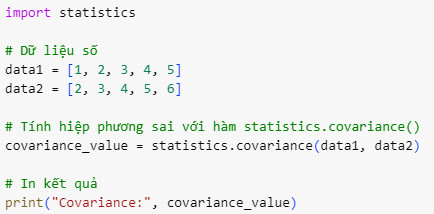 import statistics
# Dữ liệu số
data1 = [1, 2, 3, 4, 5]
data2 = [2, 3, 4, 5, 6]
# Tính hiệp phương sai với hàm statistics.covariance()
covariance_value = statistics.covariance(data1, data2)
# In kết quả
print("Covariance:", covariance_value)